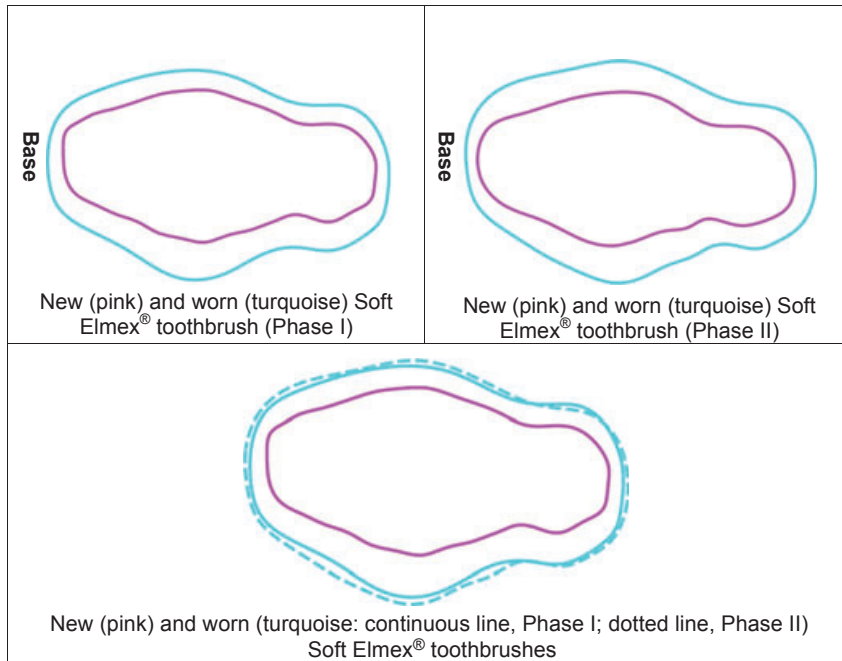 Base
New (pink) and worn (turquoise) Soft
Elmex® toothbrush (Phase I)
Base
New (pink) and worn (turquoise) Soft
Elmex® toothbrush (Phase II)
New (pink) and worn (turquoise: continuous line, Phase I; dotted line, Phase II)
Soft Elmex® toothbrushes